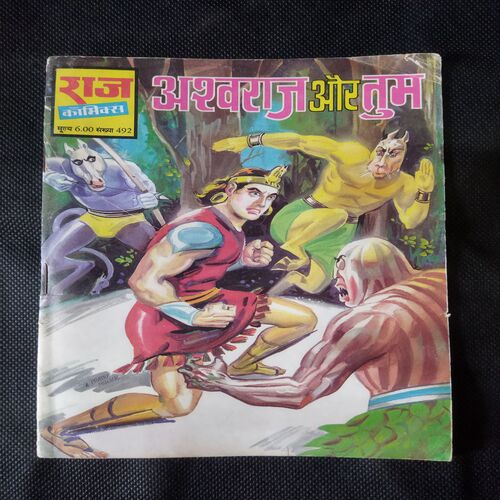 राज
कॉमिक्स
मूल्य 6.00 संख्या 492
अश्वराज और तुम